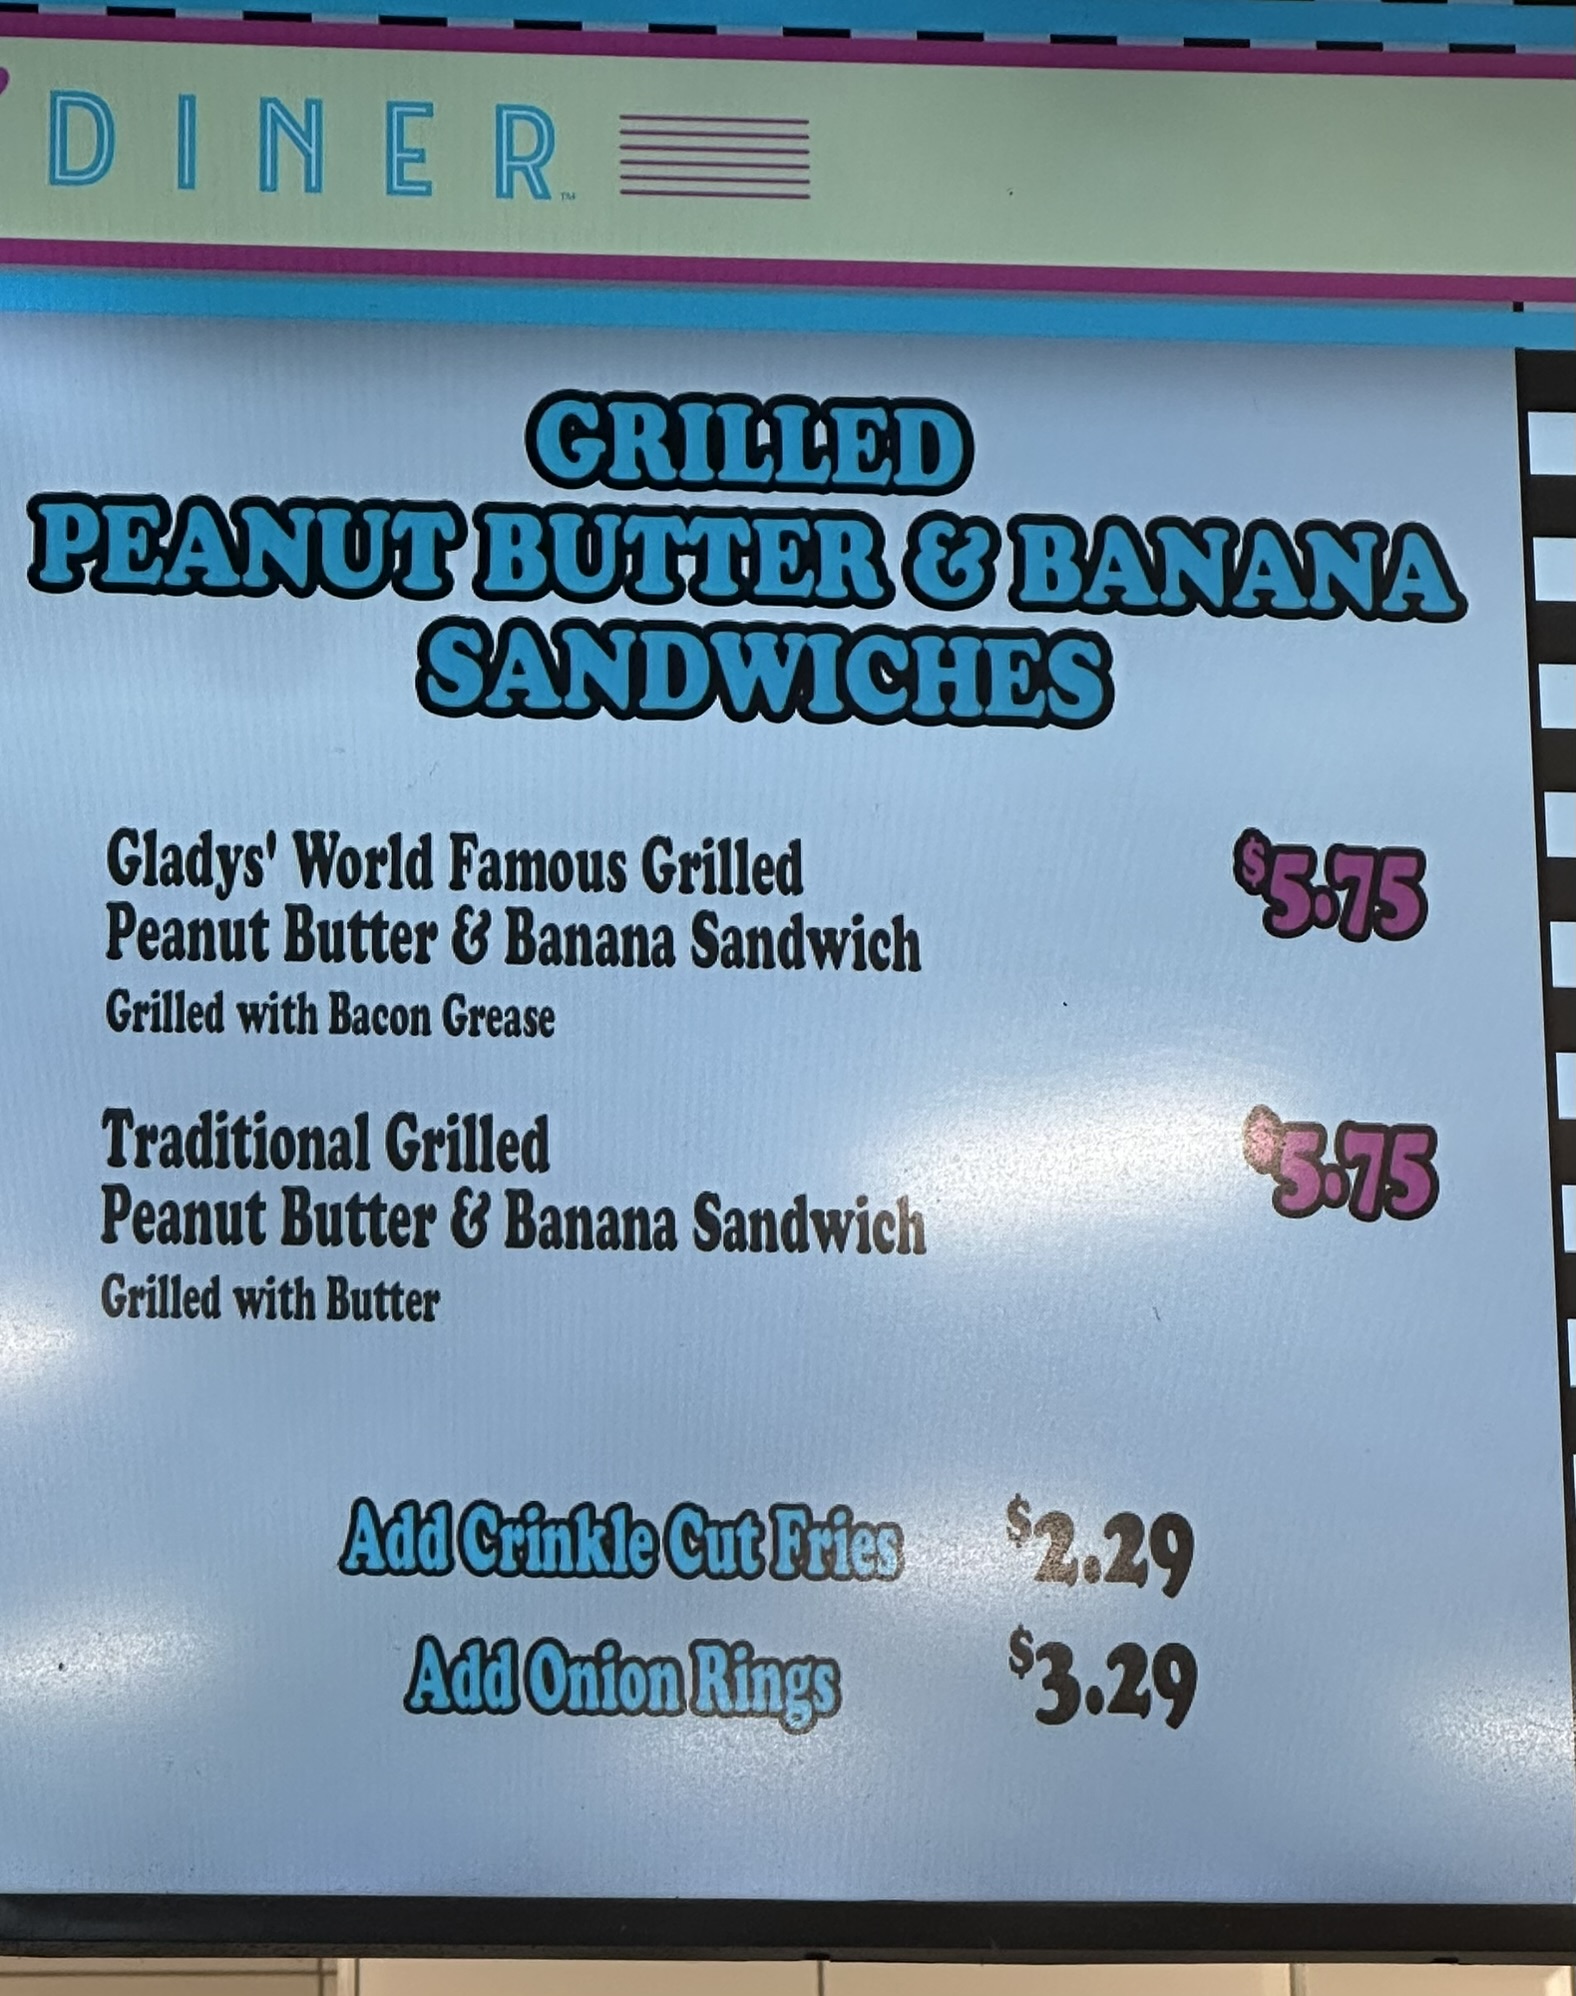 DINER™
GRILLED
PEANUT BUTTER & BANANA
SANDWICHES
Gladys' World Famous Grilled
Peanut Butter & Banana Sandwich
$5.75
Grilled with Bacon Grease
Traditional Grilled
Peanut Butter & Banana Sandwich
$5.75
Grilled with Butter
Add Crinkle Cut Fries $2.29
Add Onion Rings $3.29